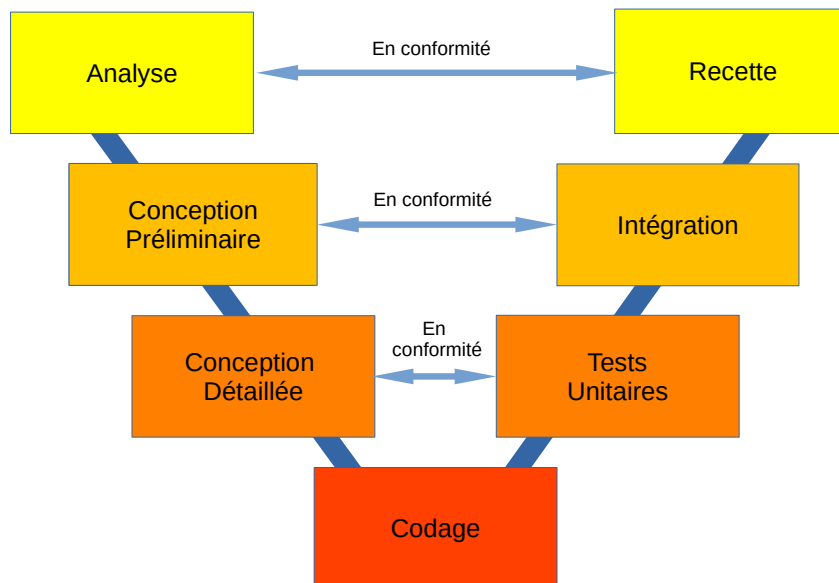 Analyse
En conformité
Recette
Conception
Préliminaire
En conformité
Intégration
Conception
Détaillée
En
conformité
Tests
Unitaires
Codage